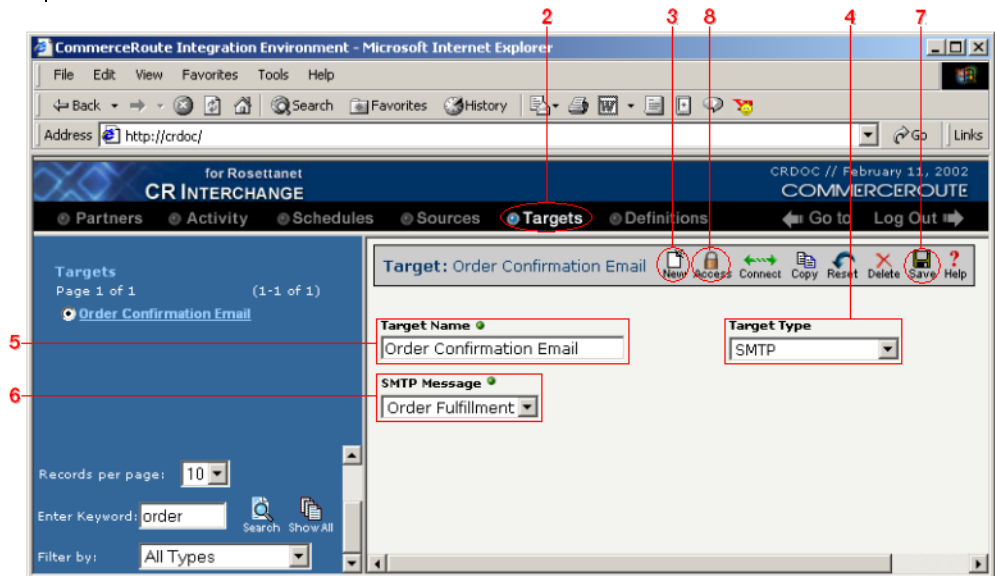 2 3 8 4 7
CommerceRoute Integration Environment - Microsoft Internet Explorer
File Edit View Favorites Tools Help
Back Search Favorites History
Address http://crdoc/ Go Links
for Rosettanet
CR INTERCHANGE
CRDOC // February 11, 2002
COMMERCEROUTE
Partners Activity Schedules Sources Targets Definitions Go to Log Out
Targets
Page 1 of 1 (1-1 of 1)
Order Confirmation Email
Target: Order Confirmation Email New Access Connect Copy Reset Delete Save Help
5
Target Name
Order Confirmation Email
Target Type
SMTP
6
SMTP Message
Order Fulfillment
Records per page: 10
Enter Keyword: order Search Show All
Filter by: All Types